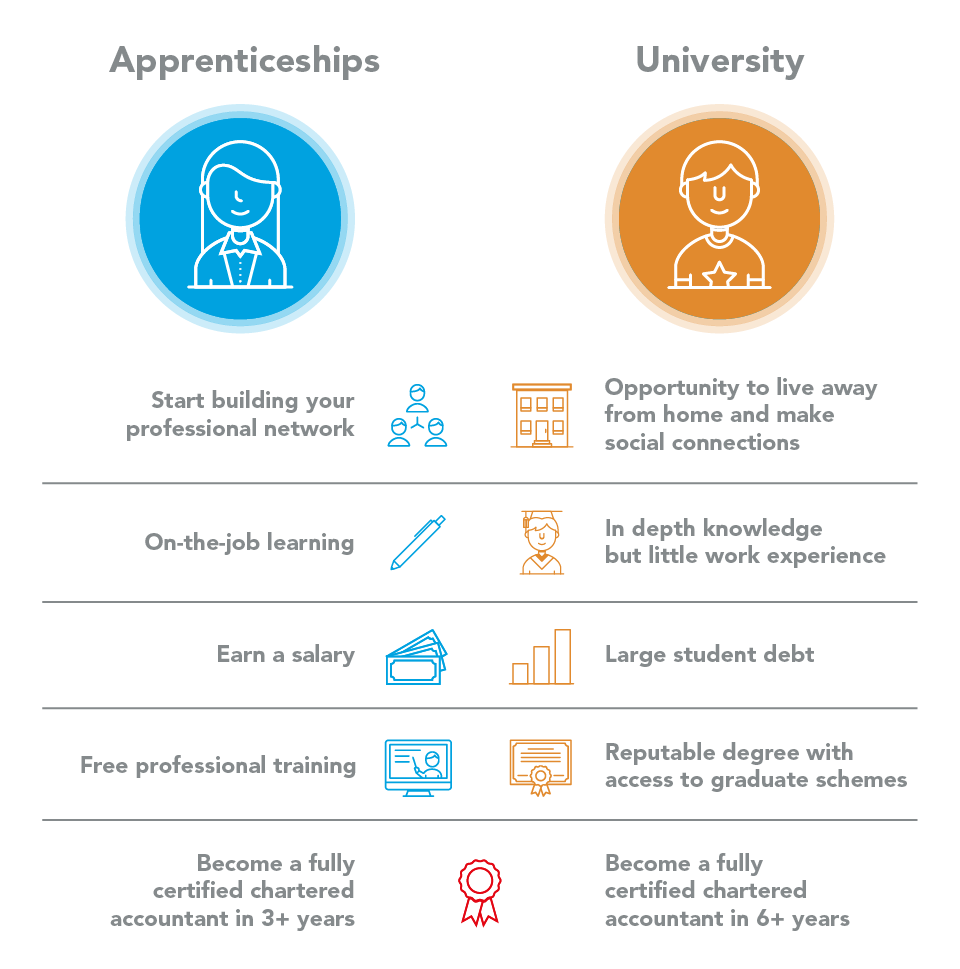 Apprenticeships
University
Start building your
professional network
Opportunity to live away
from home and make
social connections
On-the-job learning
In depth knowledge
but little work experience
Earn a salary
Large student debt
Free professional training
Reputable degree with
access to graduate schemes
Become a fully
certified chartered
accountant in 3+ years
Become a fully
certified chartered
accountant in 6+ years